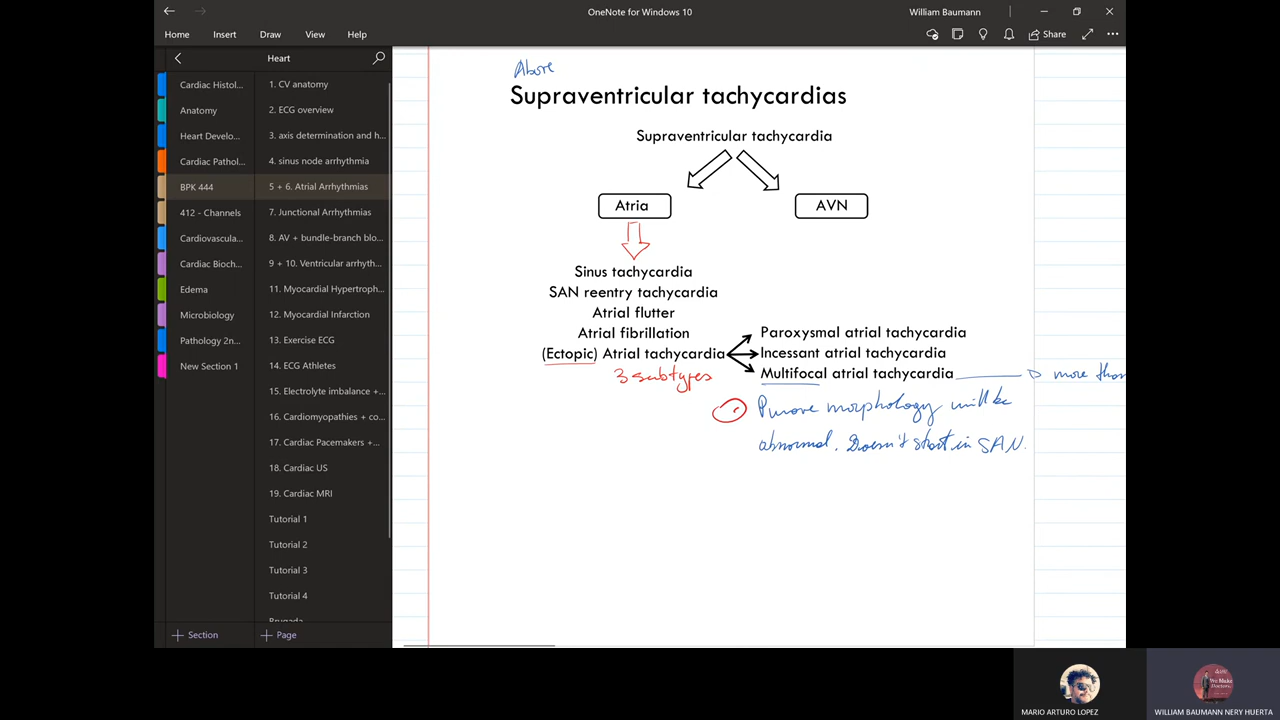 OneNote for Windows 10
William Baumann
Home Insert Draw View Help
Share
Heart
Cardiac Histol...
Anatomy
Heart Develo...
Cardiac Pathol...
BPK 444
412 - Channels
Cardiovascula...
Cardiac Bioch...
Edema
Microbiology
Pathology 2n...
New Section 1
1. CV anatomy
2. ECG overview
3. axis determination and h...
4. sinus node arrhythmia
5 + 6. Atrial Arrhythmias
7. Junctional Arrhythmias
8. AV + bundle-branch blo...
9 + 10. Ventricular arrhyth...
11. Myocardial Hypertroph...
12. Myocardial Infarction
13. Exercise ECG
14. ECG Athletes
15. Electrolyte imbalance +...
16. Cardiomyopathies + co...
17. Cardiac Pacemakers +...
18. Cardiac US
19. Cardiac MRI
Tutorial 1
Tutorial 2
Tutorial 3
Tutorial 4
Brugada
+ Section
+ Page
Above
Supraventricular tachycardias
Supraventricular tachycardia
Atria
AVN
Sinus tachycardia
SAN reentry tachycardia
Atrial flutter
Atrial fibrillation
(Ectopic) Atrial tachycardia
3 subtypes
Paroxysmal atrial tachycardia
Incessant atrial tachycardia
Multifocal atrial tachycardia
more than
P wave morphology will be
abnormal. Doesn't start in SAN.
MARIO ARTURO LOPEZ
We Make
Doctors
WILLIAM BAUMANN NERY HUERTA